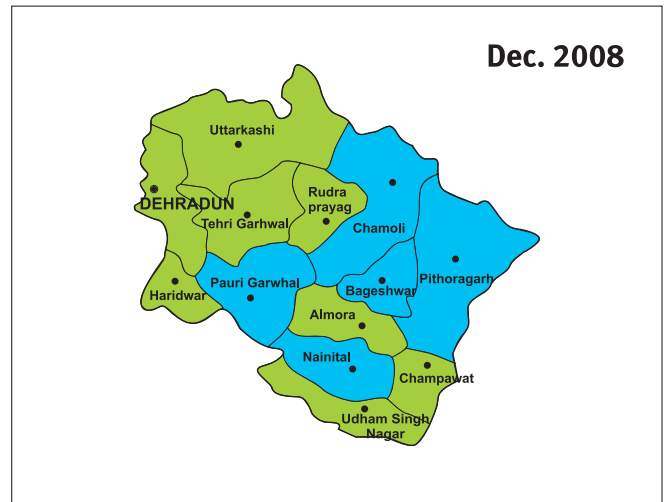 Dec. 2008
Uttarkashi
DEHRADUN
Tehri Garhwal
Rudra
prayag
Chamoli
Haridwar
Pauri Garwhal
Bageshwar
Pithoragarh
Almora
Nainital
Champawat
Udham Singh
Nagar